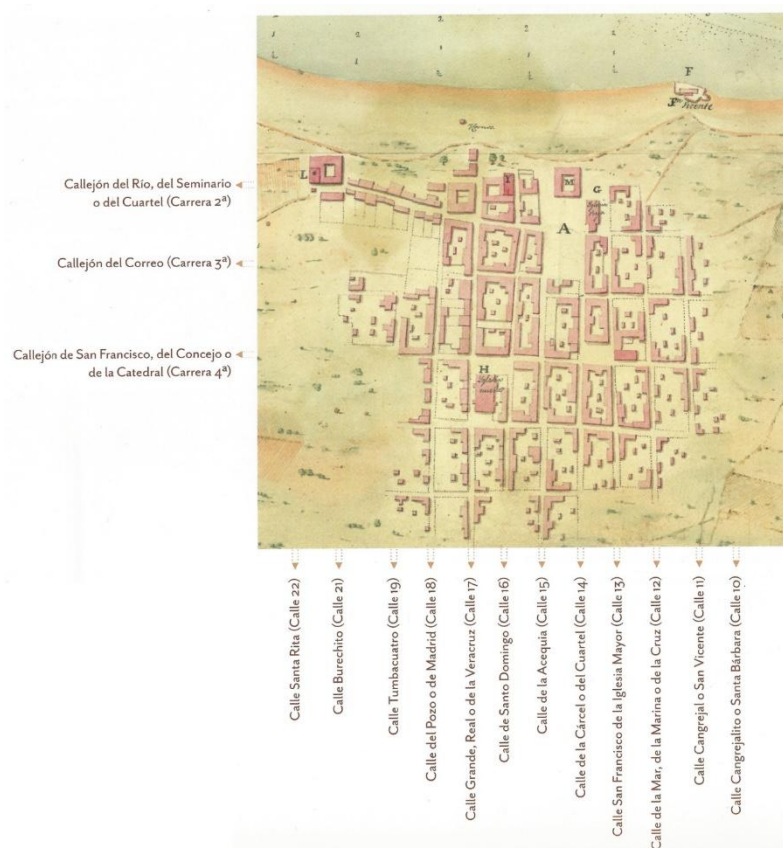 F
Fte Vicente
L
I
M
G
A
H
Callejón del Río, del Seminario
o del Cuartel (Carrera 2ª)
Callejón del Correo (Carrera 3ª)
Callejón de San Francisco, del Concejo o
de la Catedral (Carrera 4ª)
Calle Santa Rita (Calle 22)
Calle Burechito (Calle 21)
Calle Tumbacuatro (Calle 19)
Calle del Pozo o de Madrid (Calle 18)
Calle Grande, Real o de la Veracruz (Calle 17)
Calle de Santo Domingo (Calle 16)
Calle de la Acequia (Calle 15)
Calle de la Cárcel o del Cuartel (Calle 14)
Calle San Francisco de la Iglesia Mayor (Calle 13)
Calle de la Mar, de la Marina o de la Cruz (Calle 12)
Calle Cangrejal o San Vicente (Calle 11)
Calle Cangrejalito o Santa Bárbara (Calle 10)